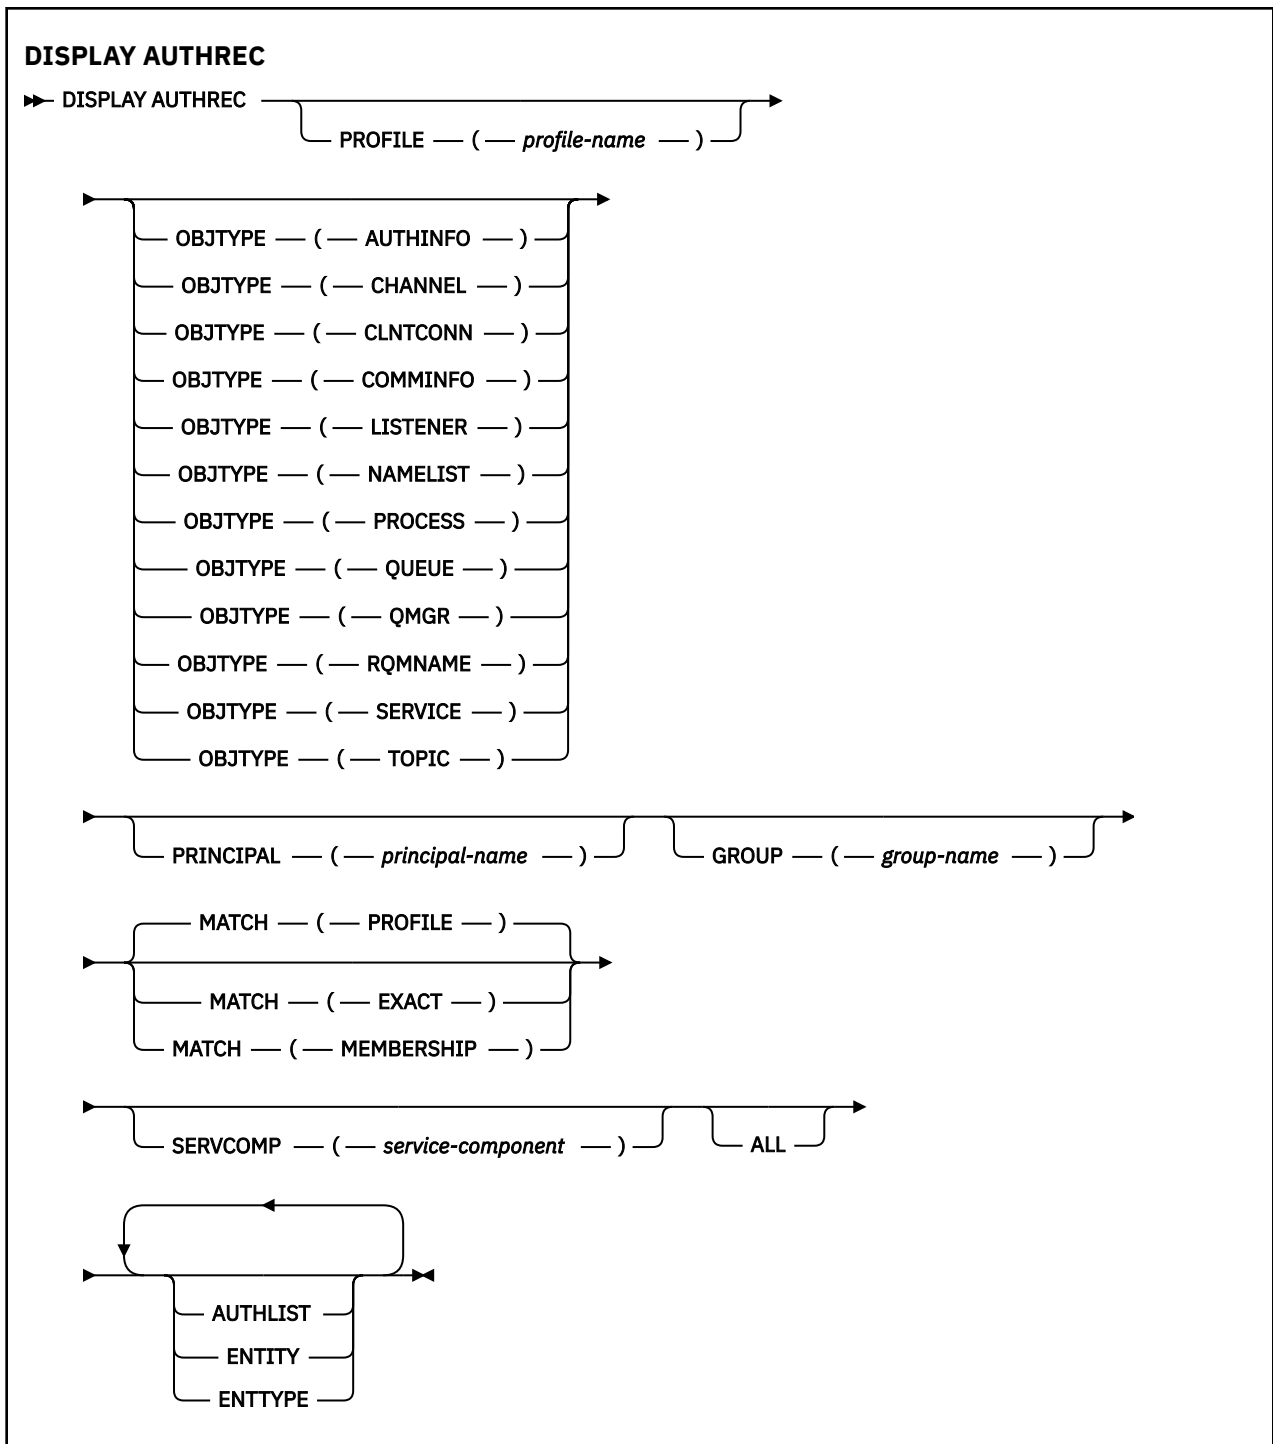 DISPLAY AUTHREC
DISPLAY AUTHREC
PROFILE ( profile-name )
OBJTYPE ( AUTHINFO )
OBJTYPE ( CHANNEL )
OBJTYPE ( CLNTCONN )
OBJTYPE ( COMMINFO )
OBJTYPE ( LISTENER )
OBJTYPE ( NAMELIST )
OBJTYPE ( PROCESS )
OBJTYPE ( QUEUE )
OBJTYPE ( QMGR )
OBJTYPE ( RQMNAME )
OBJTYPE ( SERVICE )
OBJTYPE ( TOPIC )
PRINCIPAL ( principal-name ) GROUP ( group-name )
MATCH ( PROFILE )
MATCH ( EXACT )
MATCH ( MEMBERSHIP )
SERVCOMP ( service-component ) ALL
AUTHLIST
ENTITY
ENTTYPE